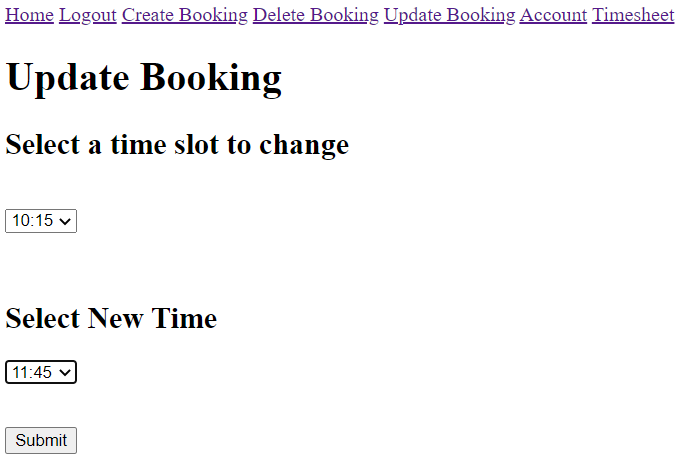 Home Logout Create Booking Delete Booking Update Booking Account Timesheet
Update Booking
Select a time slot to change
10:15
Select New Time
11:45
Submit